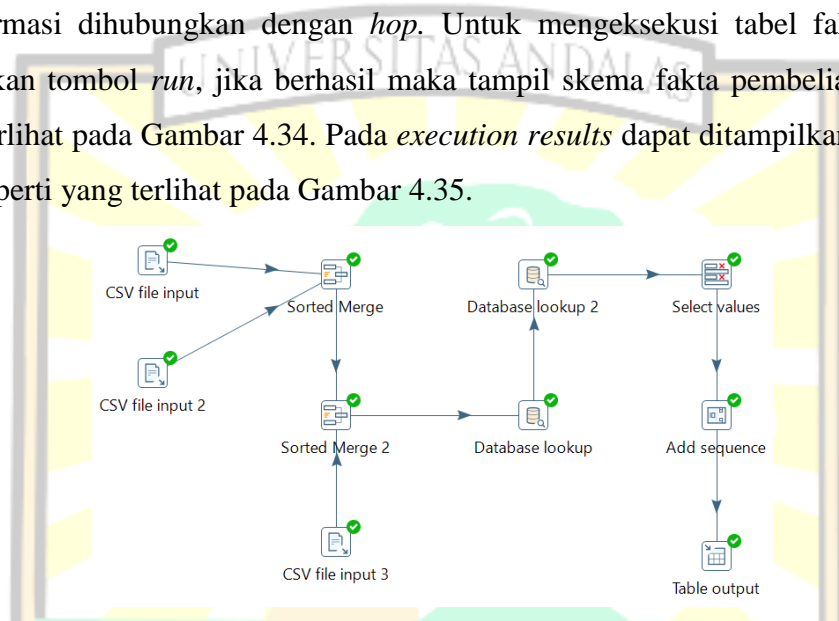 rmasi dihubungkan dengan hop. Untuk mengeksekusi tabel fal
kan tombol run, jika berhasil maka tampil skema fakta pembelia
rlihat pada Gambar 4.34. Pada execution results dapat ditampilkan
perti yang terlihat pada Gambar 4.35.
UNIVERSITAS ANDALAS
CSV file input
Sorted Merge
Database lookup 2
Select values
CSV file input 2
Sorted Merge 2
Database lookup
Add sequence
CSV file input 3
Table output